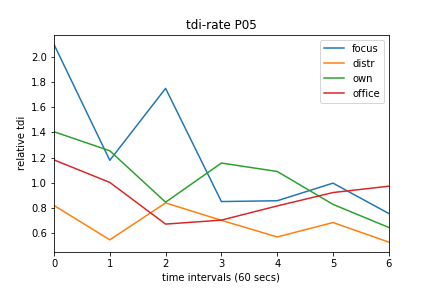 tdi-rate P05
focus
distr
own
office
relative tdi
2.0
1.8
1.6
1.4
1.2
1.0
0.8
0.6
0 1 2 3 4 5 6
time intervals (60 secs)